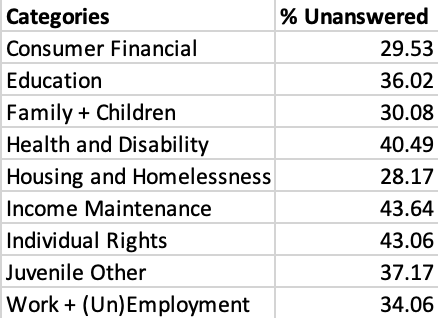 Categories % Unanswered
Consumer Financial 29.53
Education 36.02
Family + Children 30.08
Health and Disability 40.49
Housing and Homelessness 28.17
Income Maintenance 43.64
Individual Rights 43.06
Juvenile Other 37.17
Work + (Un)Employment 34.06